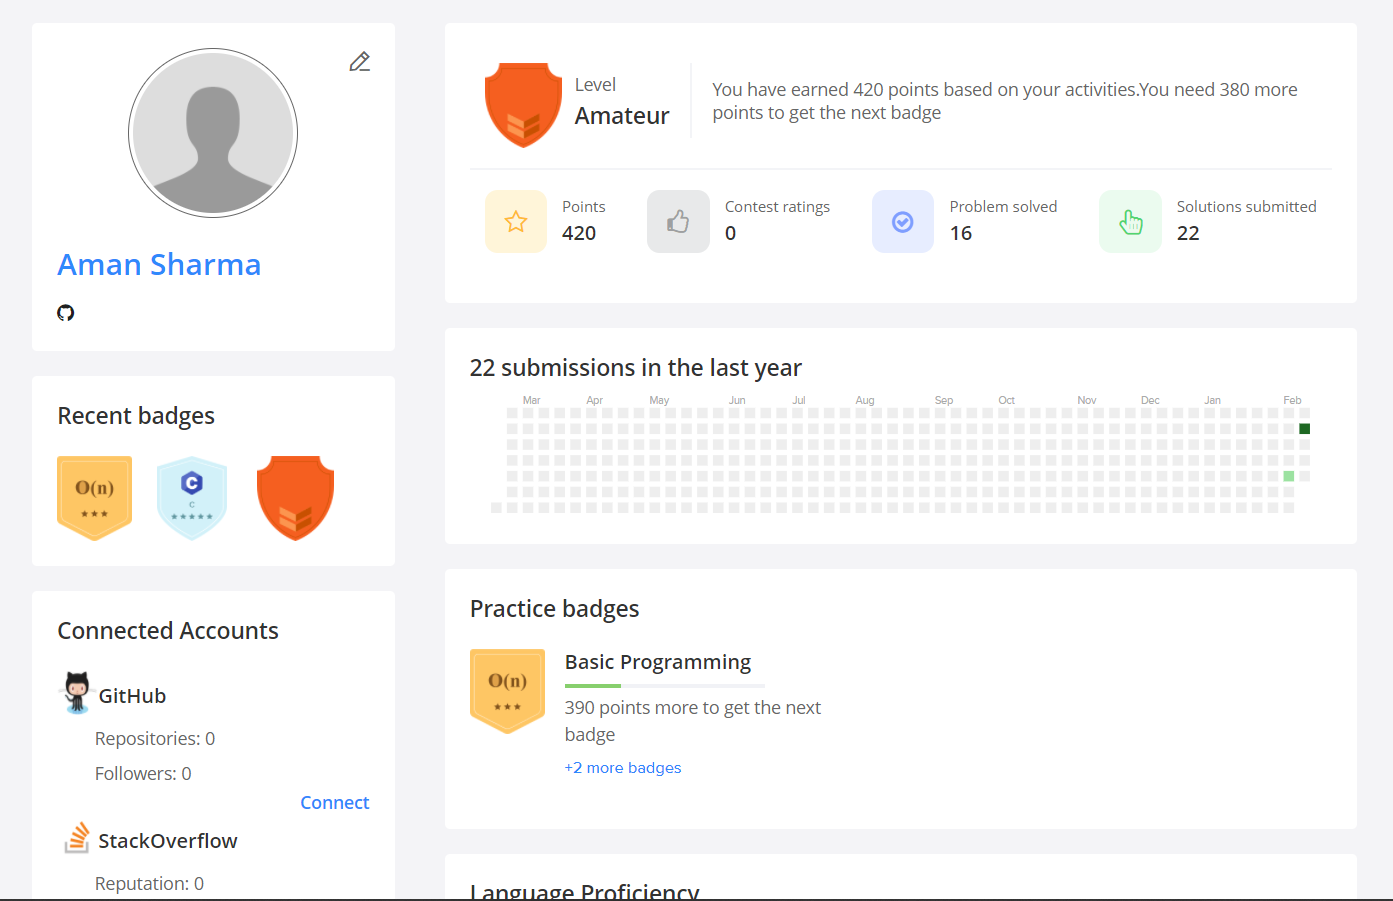 Aman Sharma
Recent badges
O(n)
C
C
Connected Accounts
GitHub
Repositories: 0
Followers: 0
Connect
StackOverflow
Reputation: 0
Level
Amateur
You have earned 420 points based on your activities.You need 380 more
points to get the next badge
Points
420
Contest ratings
0
Problem solved
16
Solutions submitted
22
22 submissions in the last year
Mar Apr May Jun Jul Aug Sep Oct Nov Dec Jan Feb
Practice badges
O(n)
Basic Programming
390 points more to get the next
badge
+2 more badges
Language Proficiency